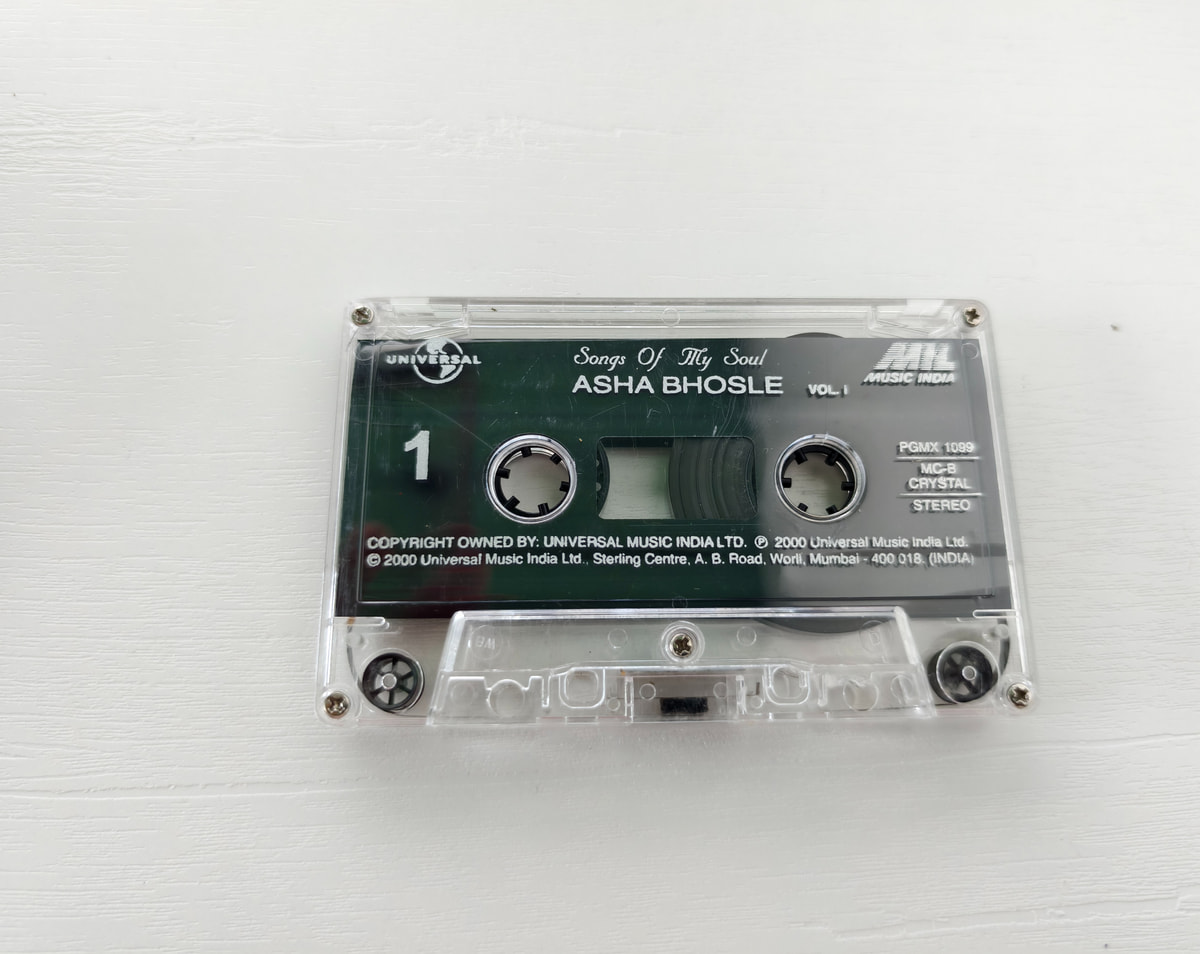 UNIVERSAL
Songs Of My Soul
ASHA BHOSLE VOL. I
MIL
MUSIC INDIA
1
PGMX 1099
MC-B
CRYSTAL
STEREO
COPYRIGHT OWNED BY: UNIVERSAL MUSIC INDIA LTD. ℗ 2000 Universal Music India Ltd.
© 2000 Universal Music India Ltd., Sterling Centre, A. B. Road, Worli, Mumbai - 400 018. (INDIA)